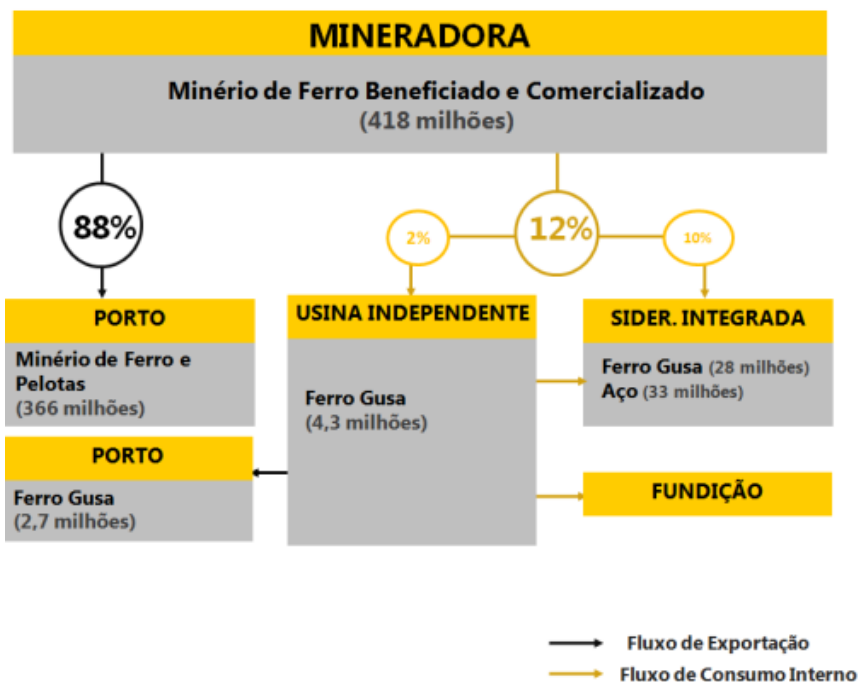 MINERADORA
Minério de Ferro Beneficiado e Comercializado
(418 milhões)
88%
2%
12%
10%
PORTO
Minério de Ferro e
Pelotas
(366 milhões)
USINA INDEPENDENTE
Ferro Gusa
(4,3 milhões)
SIDER. INTEGRADA
Ferro Gusa (28 milhões)
Aço (33 milhões)
PORTO
Ferro Gusa
(2,7 milhões)
FUNDIÇÃO
Fluxo de Exportação
Fluxo de Consumo Interno